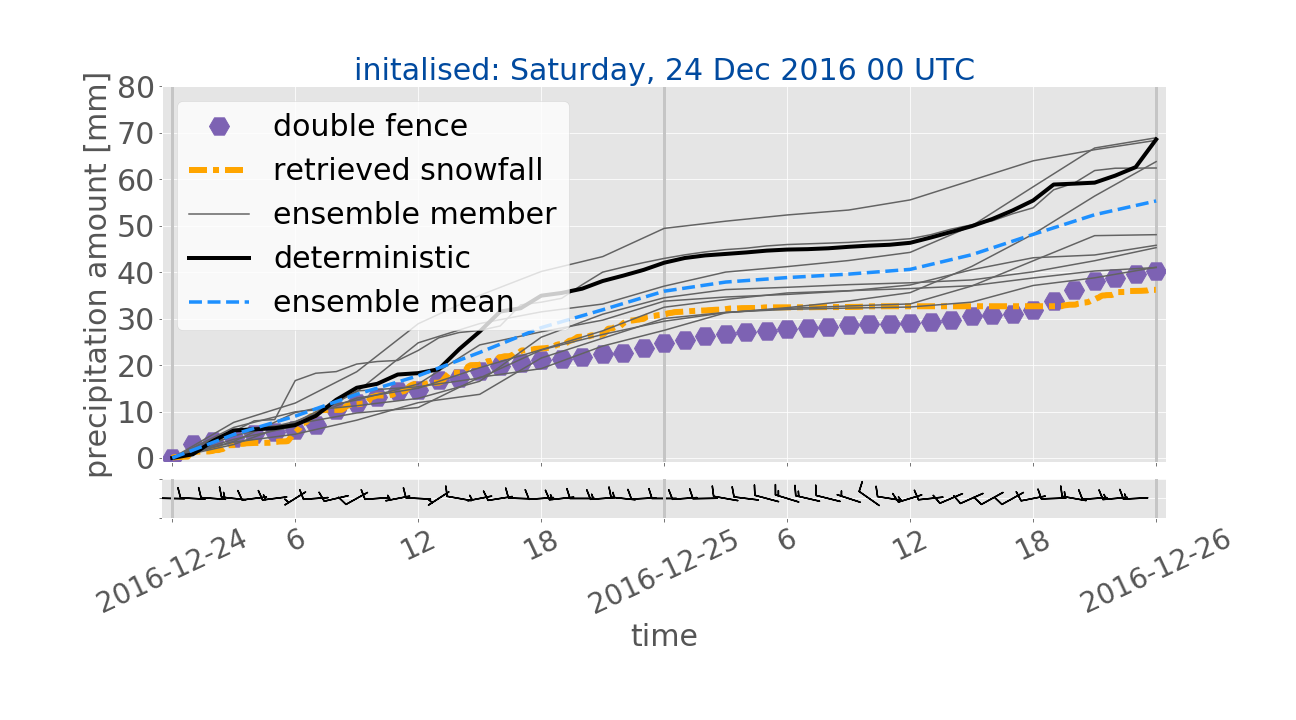 initalised: Saturday, 24 Dec 2016 00 UTC
precipitation amount [mm]
80
70
60
50
40
30
20
10
0
double fence
retrieved snowfall
ensemble member
deterministic
ensemble mean
2016-12-24 6 12 18 2016-12-25 6 12 18 2016-12-26
time